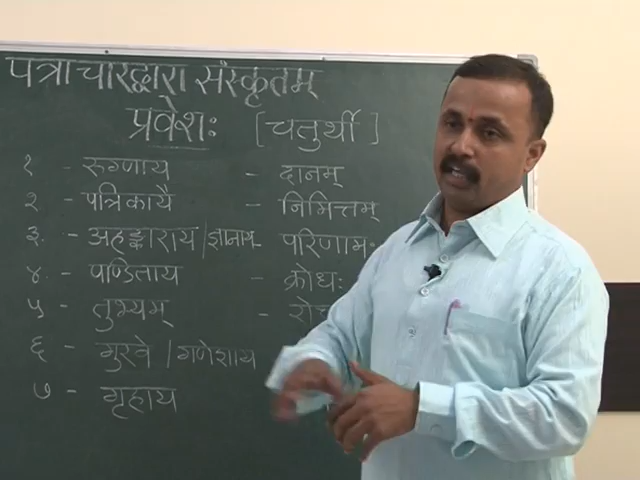 पत्राचारद्वारा संस्कृतम्
प्रवेशः [चतुर्थी]
१ - रुग्णाय - दानम्
२ - पत्रिकायै - निमित्तम्
३. - अहङ्काराय / ज्ञानाय - परिणामः
४ - पण्डिताय - क्रोधः
५ - तुभ्यम् -
६ - गुरवे / गणेशाय
७ - गृहाय